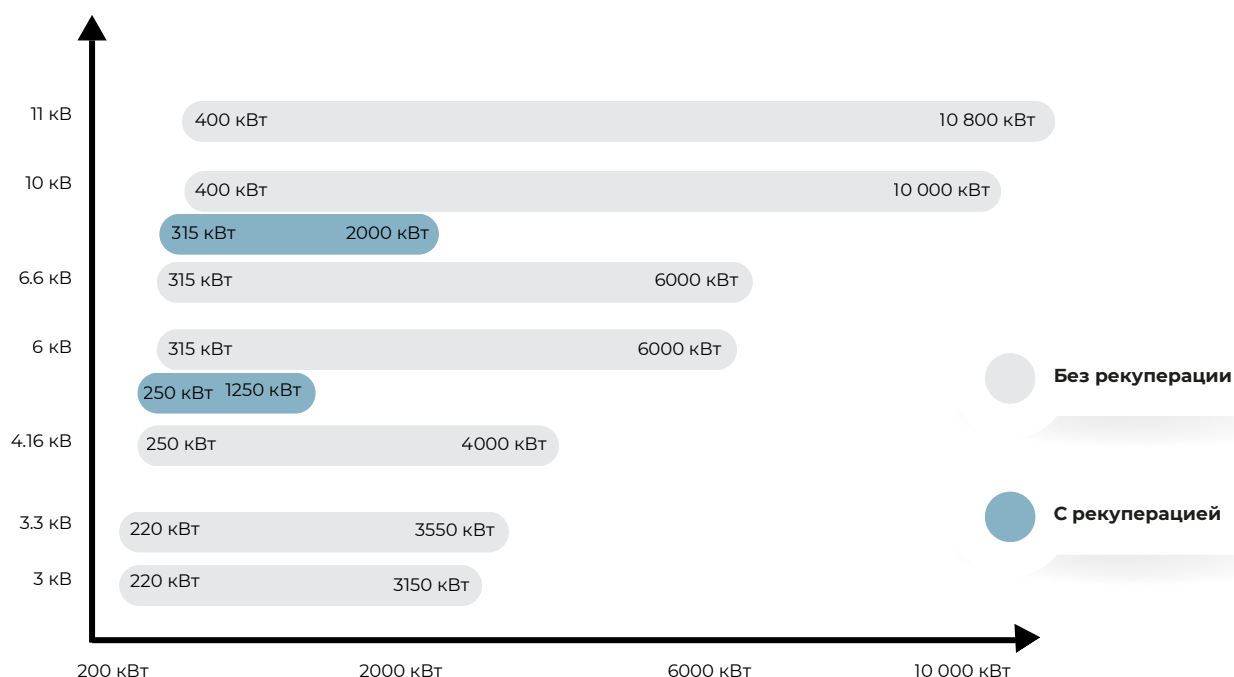 11 кВ
400 кВт 10 800 кВт
10 кВ
400 кВт 10 000 кВт
315 кВт 2000 кВт
6.6 кВ
315 кВт 6000 кВт
6 кВ
315 кВт 6000 кВт
Без рекуперации
250 кВт 1250 кВт
4.16 кВ
250 кВт 4000 кВт
С рекуперацией
3.3 кВ
220 кВт 3550 кВт
3 кВ
220 кВт 3150 кВт
200 кВт 2000 кВт 6000 кВт 10 000 кВт